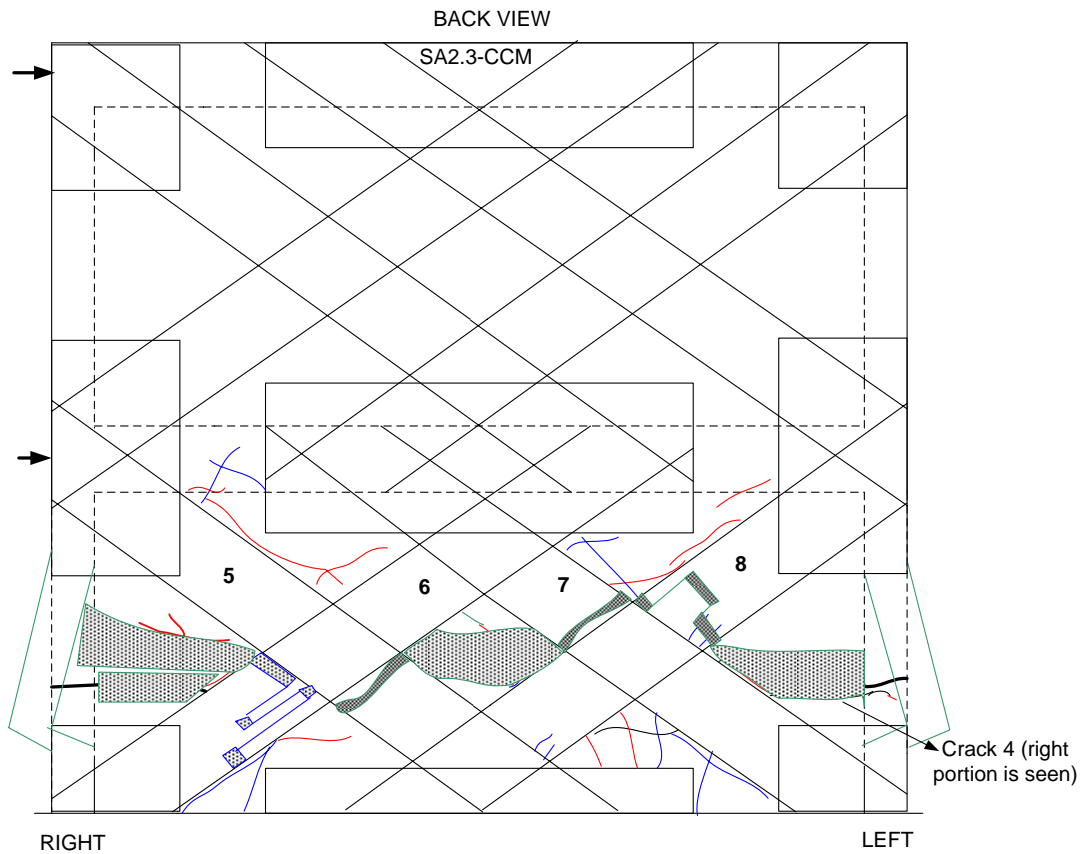 BACK VIEW
SA2.3-CCM
5
6
7
8
Crack 4 (right
portion is seen)
RIGHT
LEFT